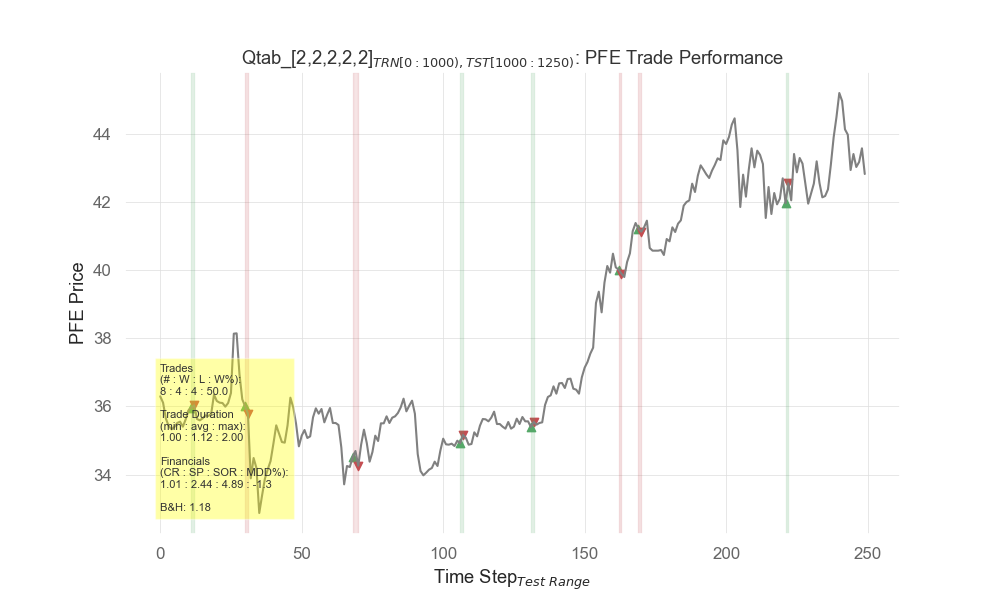 Qtab_[2,2,2,2,2]TRN[0 : 1000), TST[1000 : 1250): PFE Trade Performance
44
42
40
38
36
34
PFE Price
Trades
(# : W : L : W%):
8 : 4 : 4 : 50.0
Trade Duration
(min : avg : max):
1.00 : 1.12 : 2.00
Financials
(CR : SP : SOR : MDD%):
1.01 : 2.44 : 4.89 : -1.3
B&H: 1.18
0 50 100 150 200 250
Time StepTest Range